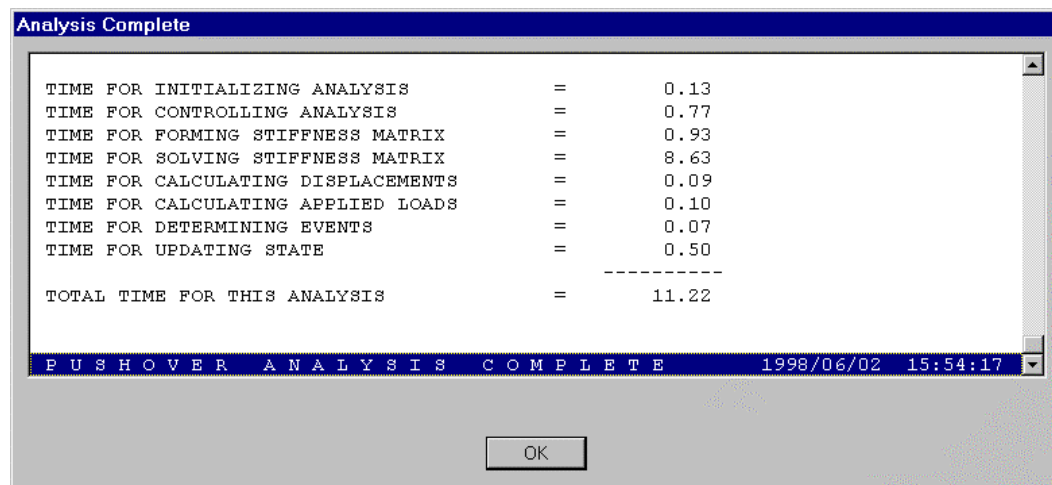 Analysis Complete
TIME FOR INITIALIZING ANALYSIS = 0.13
TIME FOR CONTROLLING ANALYSIS = 0.77
TIME FOR FORMING STIFFNESS MATRIX = 0.93
TIME FOR SOLVING STIFFNESS MATRIX = 8.63
TIME FOR CALCULATING DISPLACEMENTS = 0.09
TIME FOR CALCULATING APPLIED LOADS = 0.10
TIME FOR DETERMINING EVENTS = 0.07
TIME FOR UPDATING STATE = 0.50
----------
TOTAL TIME FOR THIS ANALYSIS = 11.22
P U S H O V E R   A N A L Y S I S   C O M P L E T E   1998/06/02 15:54:17
OK